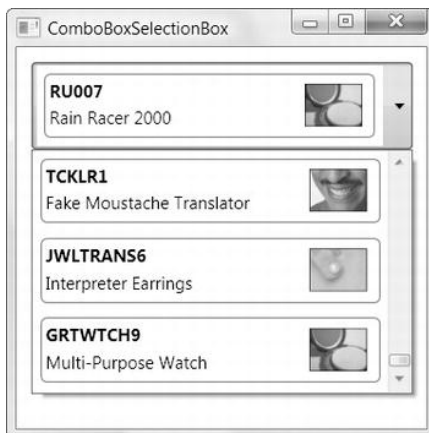 ComboBoxSelectionBox
RU007
Rain Racer 2000
TCKLR1
Fake Moustache Translator
JWLTRANS6
Interpreter Earrings
GRTWTCH9
Multi-Purpose Watch